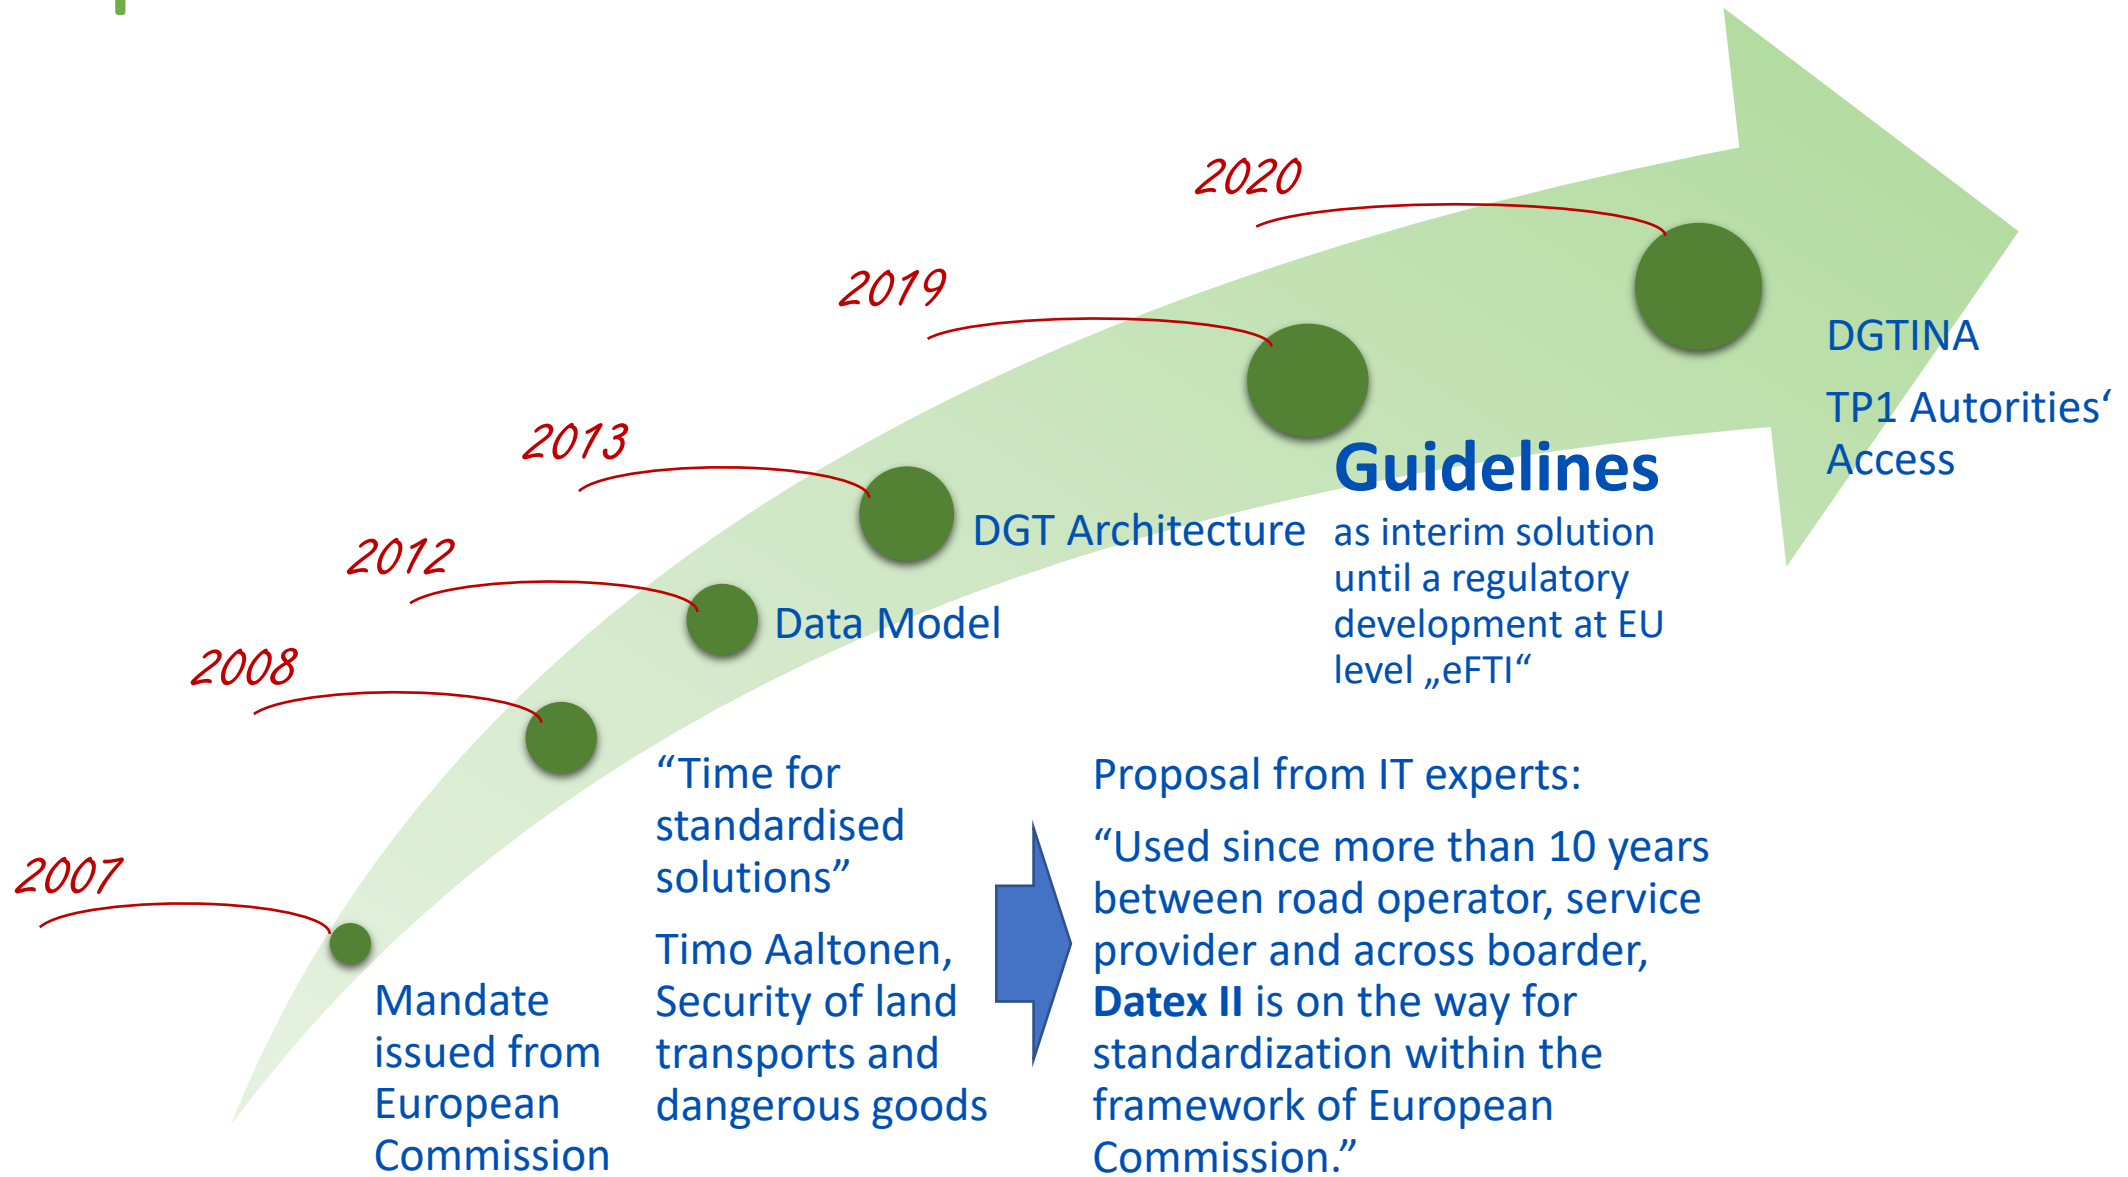 2007
Mandate
issued from
European
Commission
2008
“Time for
standardised
solutions”
Timo Aaltonen,
Security of land
transports and
dangerous goods
Proposal from IT experts:
“Used since more than 10 years
between road operator, service
provider and across boarder,
Datex II is on the way for
standardization within the
framework of European
Commission.”
2012
Data Model
2013
DGT Architecture
2019
Guidelines
as interim solution
until a regulatory
development at EU
level „eFTI“
2020
DGTINA
TP1 Autorities‘
Access